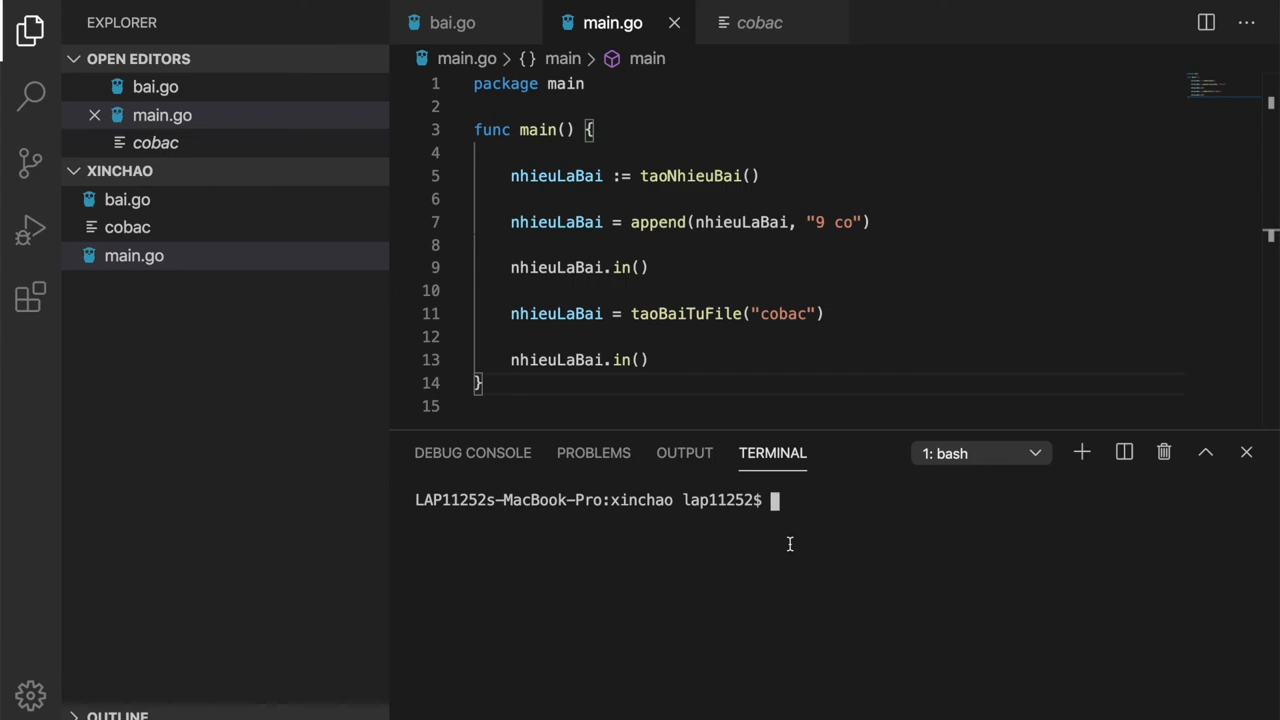 EXPLORER
OPEN EDITORS
bai.go
main.go
cobac
XINCHAO
bai.go
cobac
main.go
OUTLINE
bai.go
main.go
cobac
main.go > {} main > main
1 package main
2
3 func main() {
4
5 nhieuLaBai := taoNhieuBai()
6
7 nhieuLaBai = append(nhieuLaBai, "9 co")
8
9 nhieuLaBai.in()
10
11 nhieuLaBai = taoBaiTuFile("cobac")
12
13 nhieuLaBai.in()
14 }
15
DEBUG CONSOLE PROBLEMS OUTPUT TERMINAL 1: bash
LAP11252s-MacBook-Pro:xinchao lap11252$